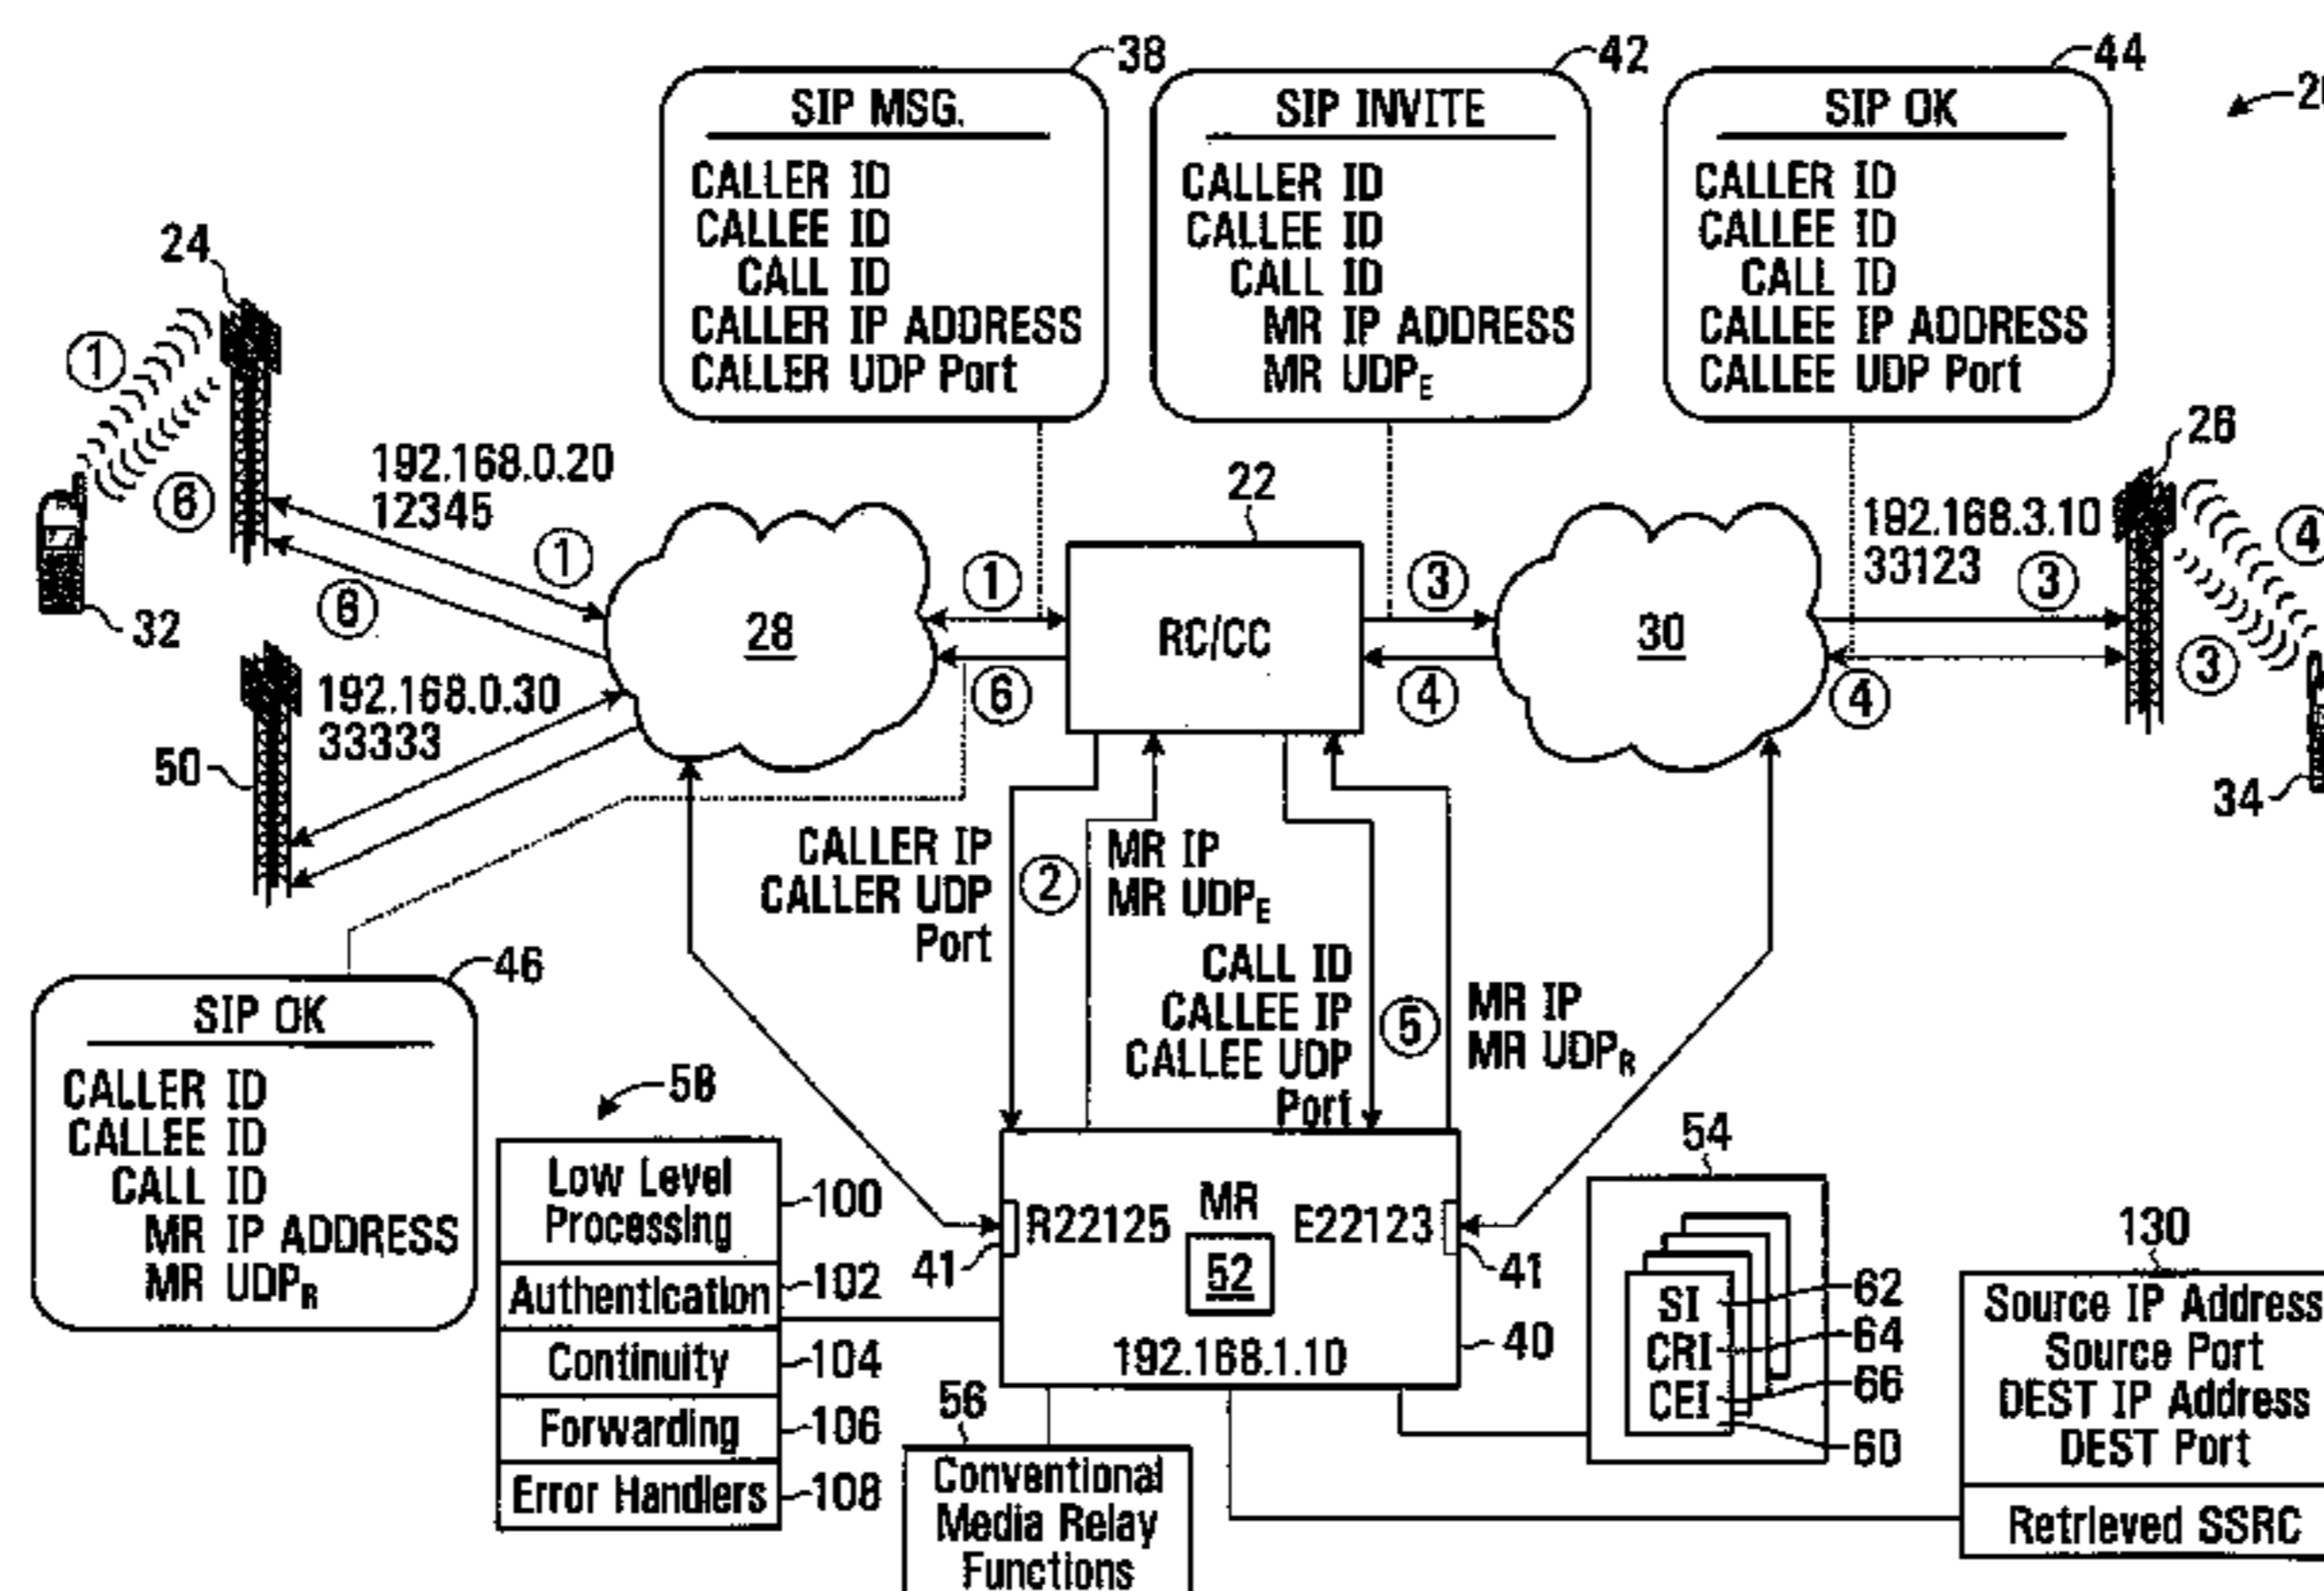 38
42
44
SIP MSG.
CALLER ID
CALLEE ID
CALL ID
CALLER IP ADDRESS
CALLER UDP Port
SIP INVITE
CALLER ID
CALLEE ID
CALL ID
MR IP ADDRESS
MR UDPE
SIP OK
CALLER ID
CALLEE ID
CALL ID
CALLEE IP ADDRESS
CALLEE UDP Port
24
1
6
32
192.168.0.20
12345
1
6
28
1
6
22
RC/CC
3
4
30
192.168.3.10
33123
3
4
26
4
3
34
192.168.0.30
33333
50
CALLER IP
CALLER UDP
Port
2
MR IP
MR UDPE
CALL ID
CALLEE IP
CALLEE UDP
Port
5
MR IP
MR UDPR
46
SIP OK
CALLER ID
CALLEE ID
CALL ID
MR IP ADDRESS
MR UDPR
58
Low Level
Processing
100
Authentication
102
Continuity
104
Forwarding
106
Error Handlers
108
41
R22125
MR
52
E22123
41
192.168.1.10
40
56
Conventional
Media Relay
Functions
54
SI
CRI
CEI
62
64
66
60
130
Source IP Address
Source Port
DEST IP Address
DEST Port
Retrieved SSRC